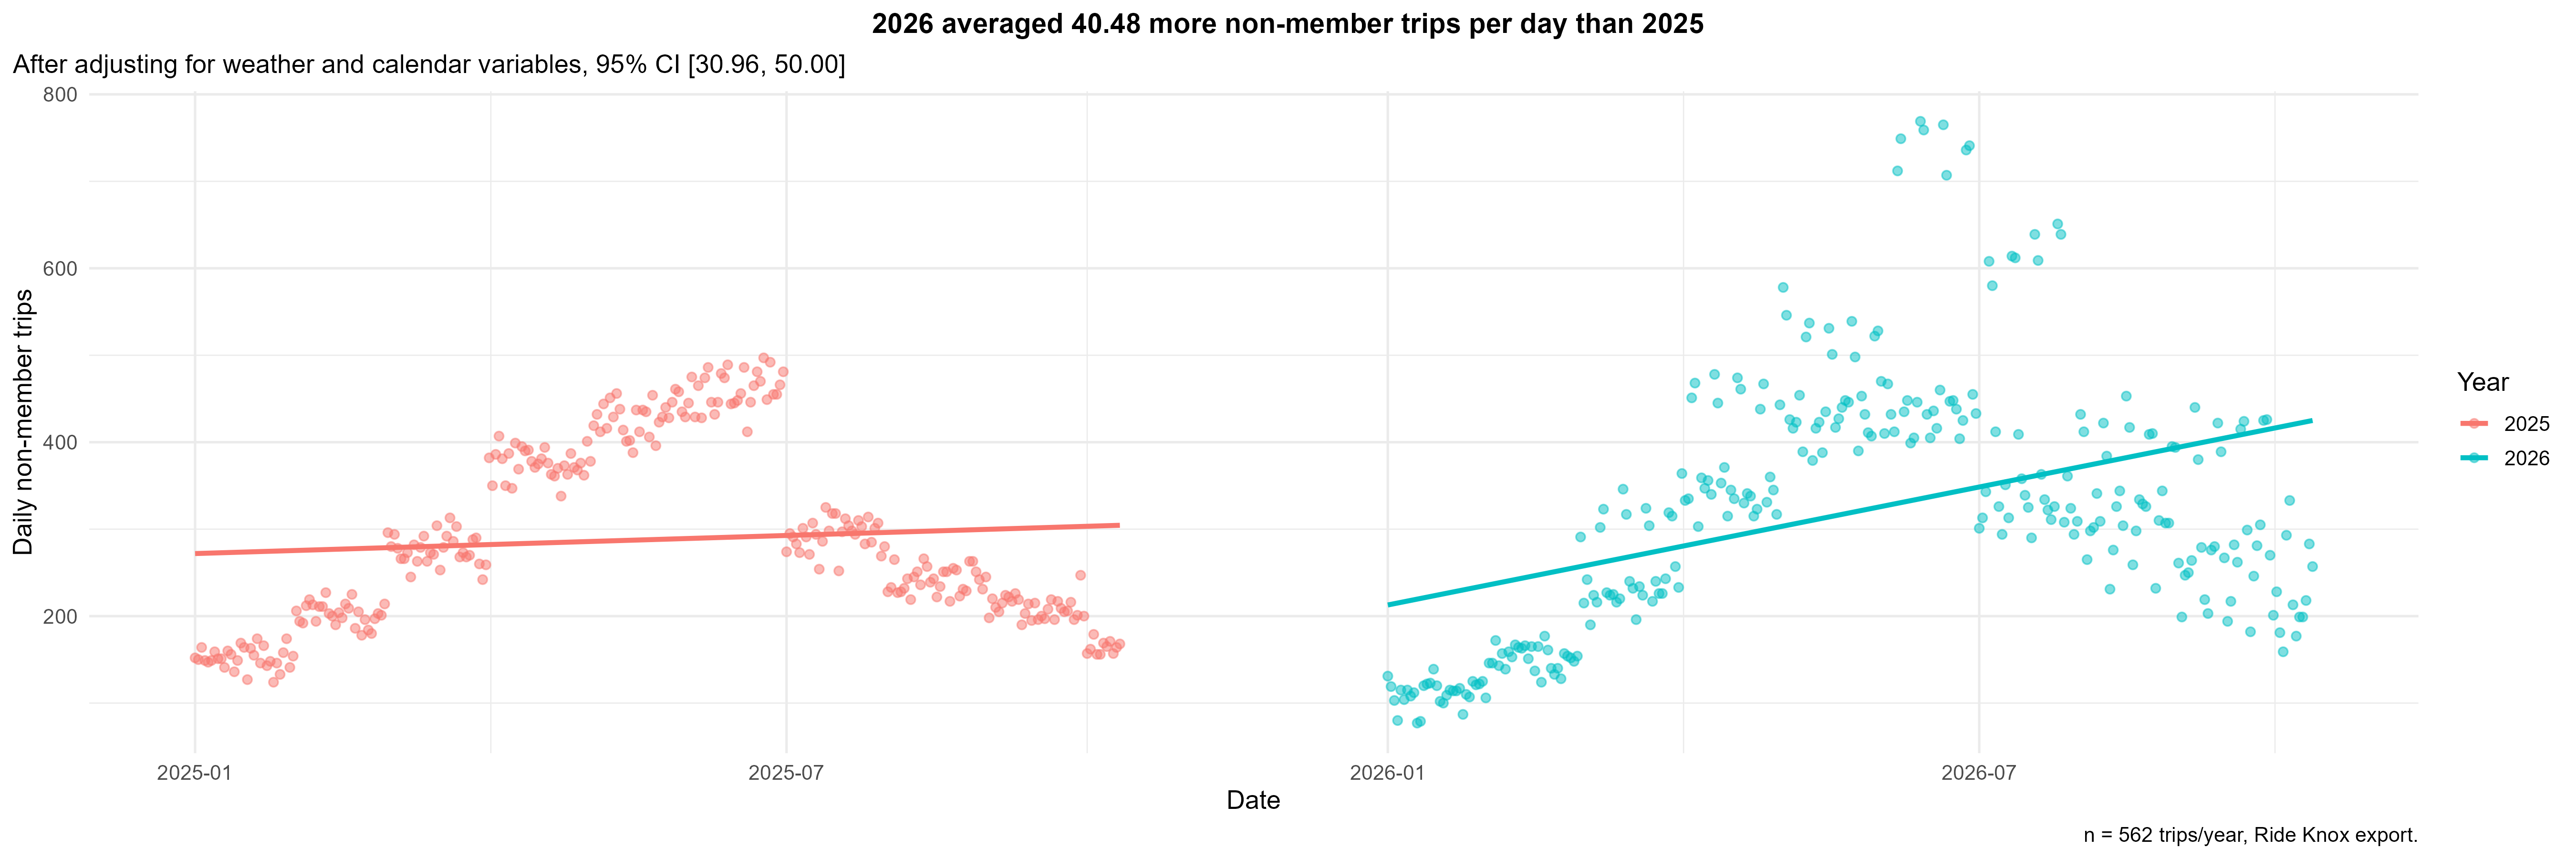 2026 averaged 40.48 more non-member trips per day than 2025
After adjusting for weather and calendar variables, 95% CI [30.96, 50.00]
Daily non-member trips
800
600
400
200
2025-01
2025-07
2026-01
2026-07
Date
Year
2025
2026
n = 562 trips/year, Ride Knox export.